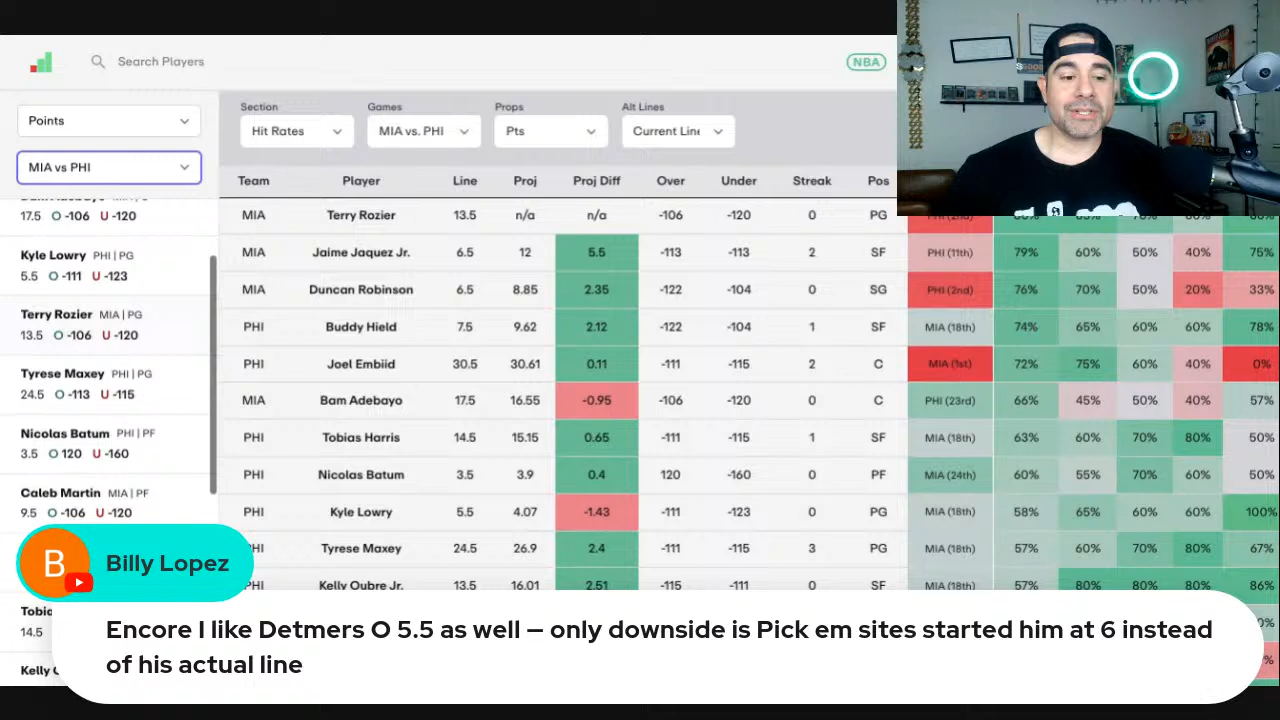 Search Players
NBA
Points
MIA vs PHI
17.5 O -106 U -120
Kyle Lowry PHI | PG
5.5 O -111 U -123
Terry Rozier MIA | PG
13.5 O -106 U -120
Tyrese Maxey PHI | PG
24.5 O -113 U -115
Nicolas Batum PHI | PF
3.5 O 120 U -160
Caleb Martin MIA | PF
9.5 O -106 U -120
14.5
Section Games Props Alt Lines
Hit Rates MIA vs. PHI Pts Current Line
Team Player Line Proj Proj Diff Over Under Streak Pos
MIA Terry Rozier 13.5 n/a n/a -106 -120 0 PG
MIA Jaime Jaquez Jr. 6.5 12 5.5 -113 -113 2 SF PHI (11th) 79% 60% 50% 40% 75%
MIA Duncan Robinson 6.5 8.85 2.35 -122 -104 0 SG PHI (2nd) 76% 70% 50% 20% 33%
PHI Buddy Hield 7.5 9.62 2.12 -122 -104 1 SF MIA (18th) 74% 65% 60% 60% 78%
PHI Joel Embiid 30.5 30.61 0.11 -111 -115 2 C MIA (1st) 72% 75% 60% 40% 0%
MIA Bam Adebayo 17.5 16.55 -0.95 -106 -120 0 C PHI (23rd) 66% 45% 50% 40% 57%
PHI Tobias Harris 14.5 15.15 0.65 -111 -115 1 SF MIA (18th) 63% 60% 70% 80% 50%
PHI Nicolas Batum 3.5 3.9 0.4 120 -160 0 PF MIA (24th) 60% 55% 70% 60% 50%
PHI Kyle Lowry 5.5 4.07 -1.43 -111 -123 0 PG MIA (18th) 58% 65% 60% 60% 100%
HI Tyrese Maxey 24.5 26.9 2.4 -111 -115 3 PG MIA (18th) 57% 60% 70% 80% 67%
HI Kelly Oubre Jr. 13.5 16.01 2.51 -115 -111 0 SF MIA (18th) 57% 80% 80% 80% 86%
B Billy Lopez
Encore I like Detmers O 5.5 as well — only downside is Pick em sites started him at 6 instead
of his actual line